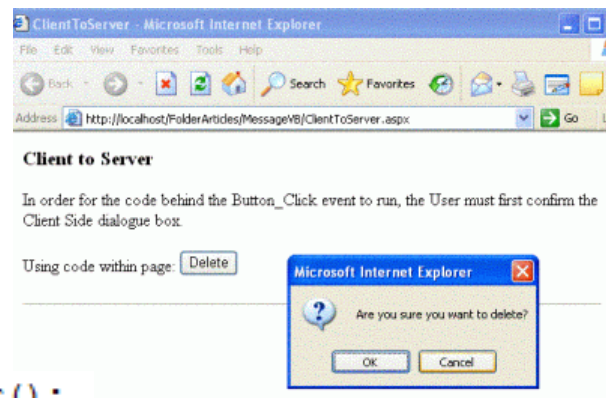 ClientToServer - Microsoft Internet Explorer
File Edit View Favorites Tools Help
Back Search Favorites
Address http://localhost/FolderArticles/MessageVB/ClientToServer.aspx Go
Client to Server
In order for the code behind the Button_Click event to run, the User must first confirm the
Client Side dialogue box.
Using code within page: Delete
Microsoft Internet Explorer
Are you sure you want to delete?
OK Cancel